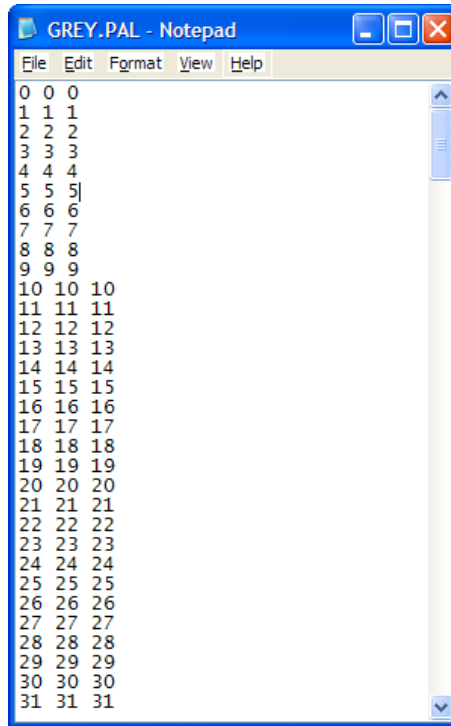 GREY.PAL - Notepad
File Edit Format View Help
0 0 0
1 1 1
2 2 2
3 3 3
4 4 4
5 5 5
6 6 6
7 7 7
8 8 8
9 9 9
10 10 10
11 11 11
12 12 12
13 13 13
14 14 14
15 15 15
16 16 16
17 17 17
18 18 18
19 19 19
20 20 20
21 21 21
22 22 22
23 23 23
24 24 24
25 25 25
26 26 26
27 27 27
28 28 28
29 29 29
30 30 30
31 31 31